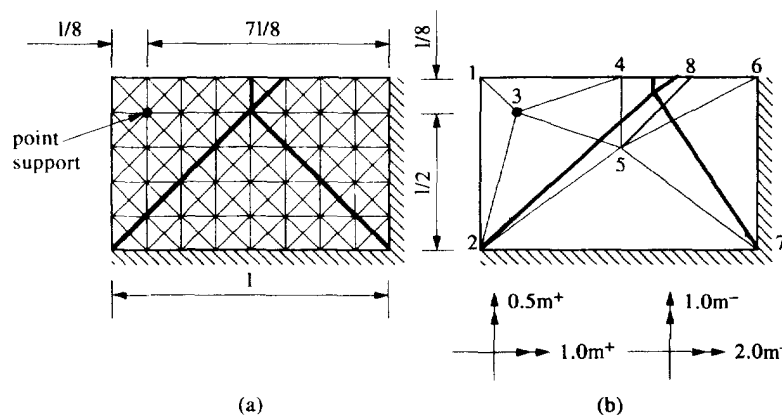 l/8
7l/8
l/8
point
support
l/2
l
(a)
1
4
8
6
3
5
2
7
0.5m⁺
1.0m⁺
1.0m⁻
2.0m⁻
(b)